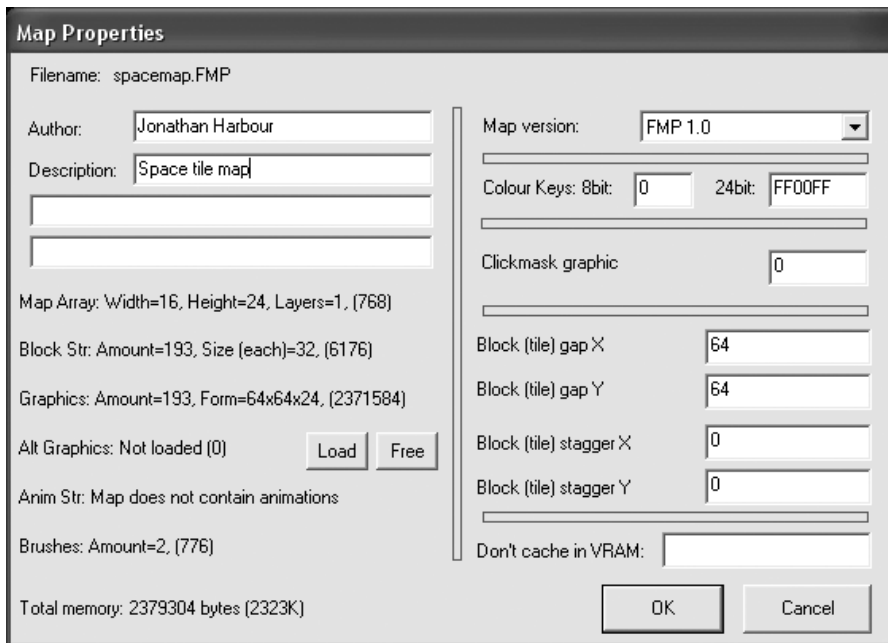 Map Properties
Filename: spacemap.FMP
Author: Jonathan Harbour
Description: Space tile map
Map Array: Width=16, Height=24, Layers=1, (768)
Block Str: Amount=193, Size (each)=32, (6176)
Graphics: Amount=193, Form=64x64x24, (2371584)
Alt Graphics: Not loaded (0) Load Free
Anim Str: Map does not contain animations
Brushes: Amount=2, (776)
Total memory: 2379304 bytes (2323K)
Map version: FMP 1.0
Colour Keys: 8bit: 0 24bit: FF00FF
Clickmask graphic 0
Block (tile) gap X 64
Block (tile) gap Y 64
Block (tile) stagger X 0
Block (tile) stagger Y 0
Don't cache in VRAM:
OK Cancel